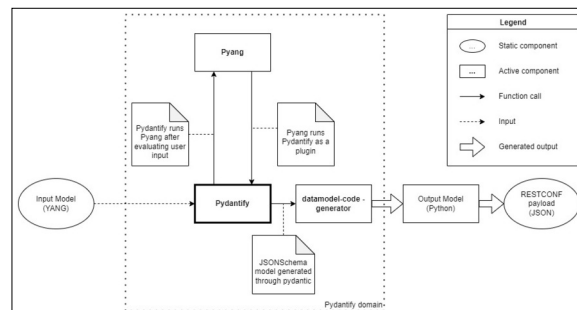 Pyang
Pydantify runs
Pyang after
evaluating user
input
Pyang runs
Pydantify as a
plugin
Input Model
(YANG)
Pydantify
datamodel-code -
generator
Output Model
(Python)
RESTCONF
payload
(JSON)
JSONSchema
model generated
through pydantic
Pydantify domain
Legend
...
Static component
...
Active component
Function call
Input
Generated output